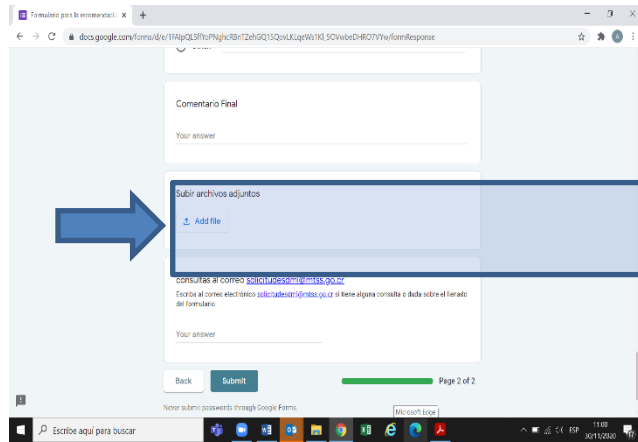 Formulario para la recomendaci
docs.google.com/forms/d/e/
formResponse
Comentario Final
Your answer
Subir archivos adjuntos
Add file
consultas al correo solicitudesdmi@mtss.go.cr
Escriba al correo electrónico solicitudesdmi@mtss.go.cr si tiene alguna consulta o duda sobre el llenado
del formulario
Your answer
Back
Submit
Page 2 of 2
Never submit passwords through Google Forms.
Microsoft Edge
Escribe aquí para buscar
ESP
11:00
30/11/2020